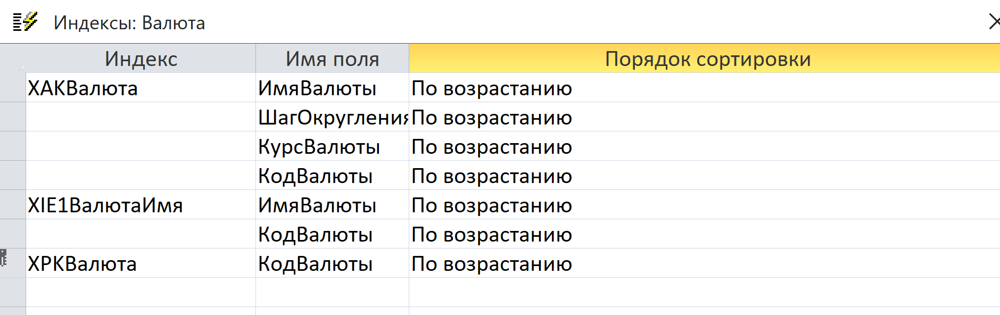 Индексы: Валюта
Индекс Имя поля Порядок сортировки
XAKВалюта ИмяВалюты По возрастанию
ШагОкругления По возрастанию
КурсВалюты По возрастанию
КодВалюты По возрастанию
XIE1ВалютаИмя ИмяВалюты По возрастанию
КодВалюты По возрастанию
XPKВалюта КодВалюты По возрастанию